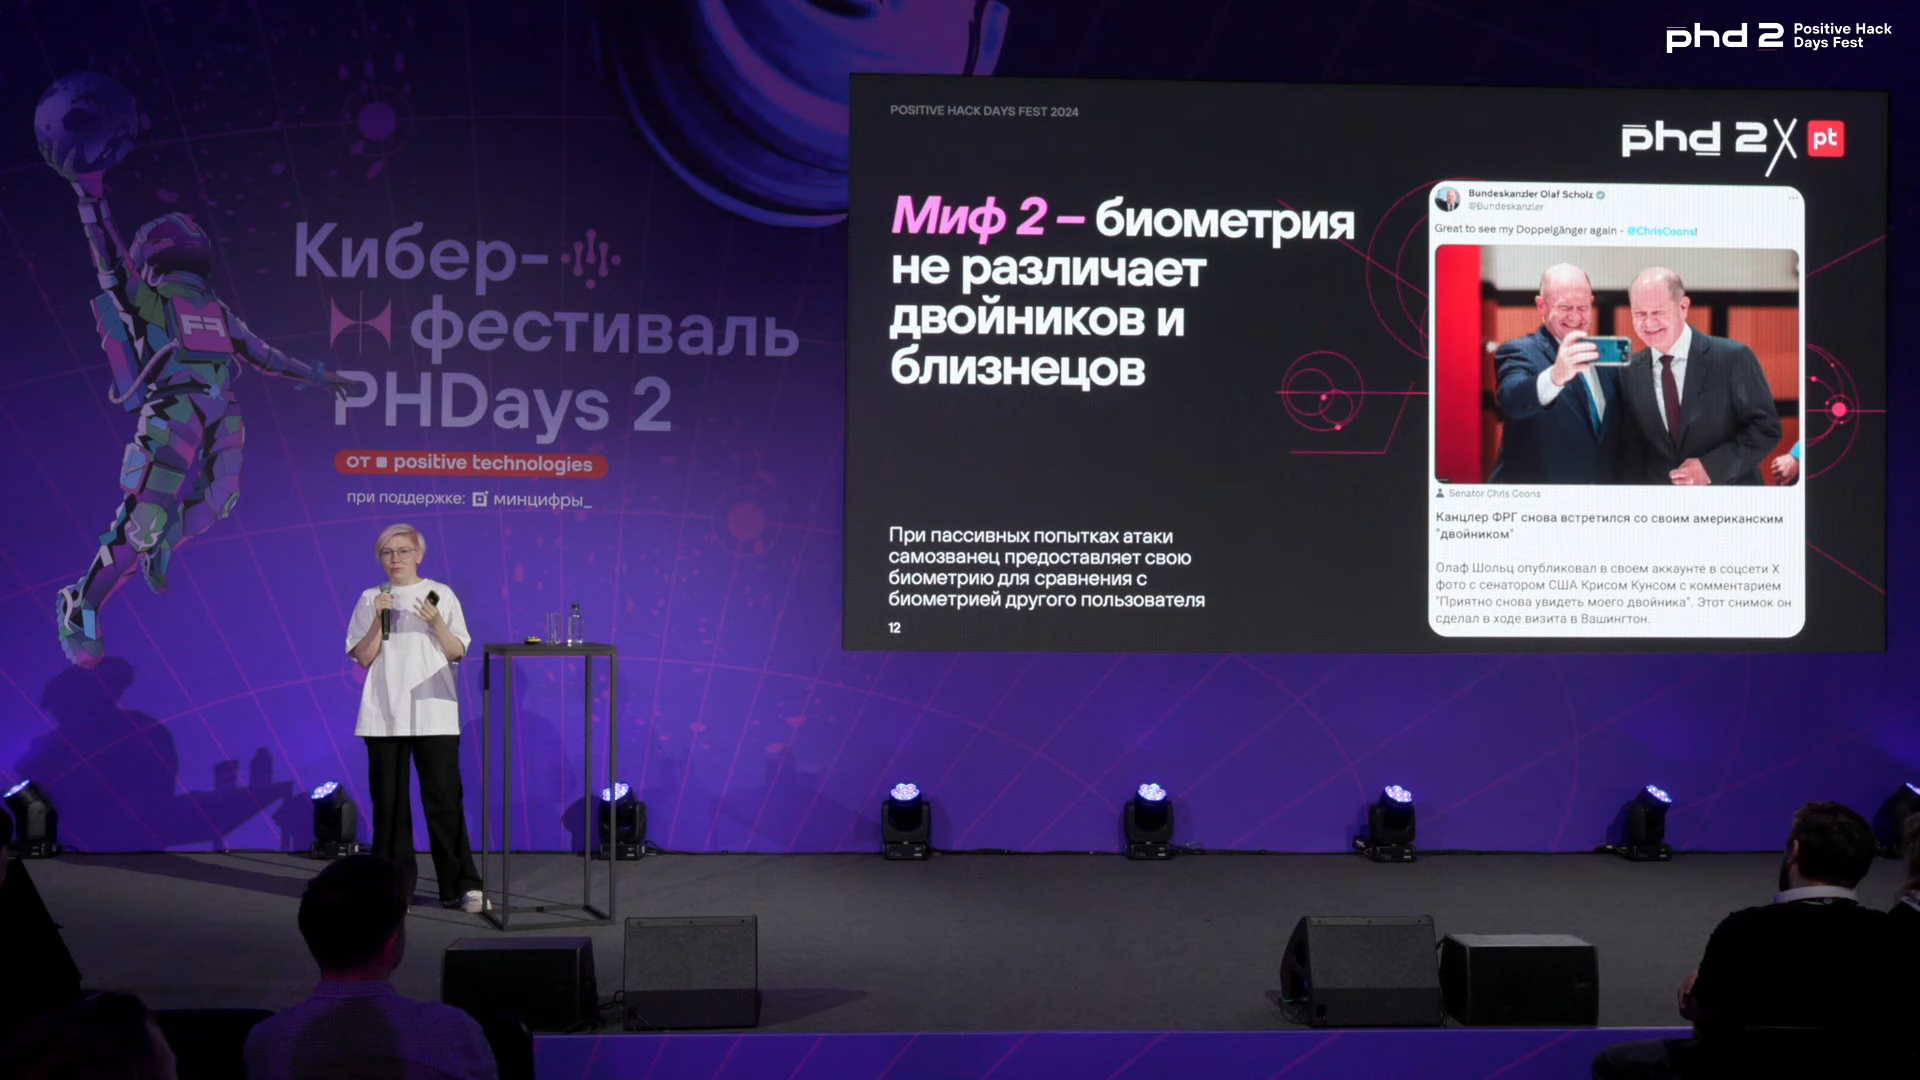 phd 2 Positive Hack
Days Fest
Кибер-
фестиваль
PHDays 2
от positive technologies
при поддержке: минцифры_
POSITIVE HACK DAYS FEST 2024
phd 2 pt
Миф 2 – биометрия
не различает
двойников и
близнецов
При пассивных попытках атаки
самозванец предоставляет свою
биометрию для сравнения с
биометрией другого пользователя
12
Bundeskanzler Olaf Scholz
@Bundeskanzler
Great to see my Doppelgänger again - @ChrisCoons!
Senator Chris Coons
Канцлер ФРГ снова встретился со своим американским
"двойником"
Олаф Шольц опубликовал в своем аккаунте в соцсети X
фото с сенатором США Крисом Кунсом с комментарием
"Приятно снова увидеть моего двойника". Этот снимок он
сделал в ходе визита в Вашингтон.